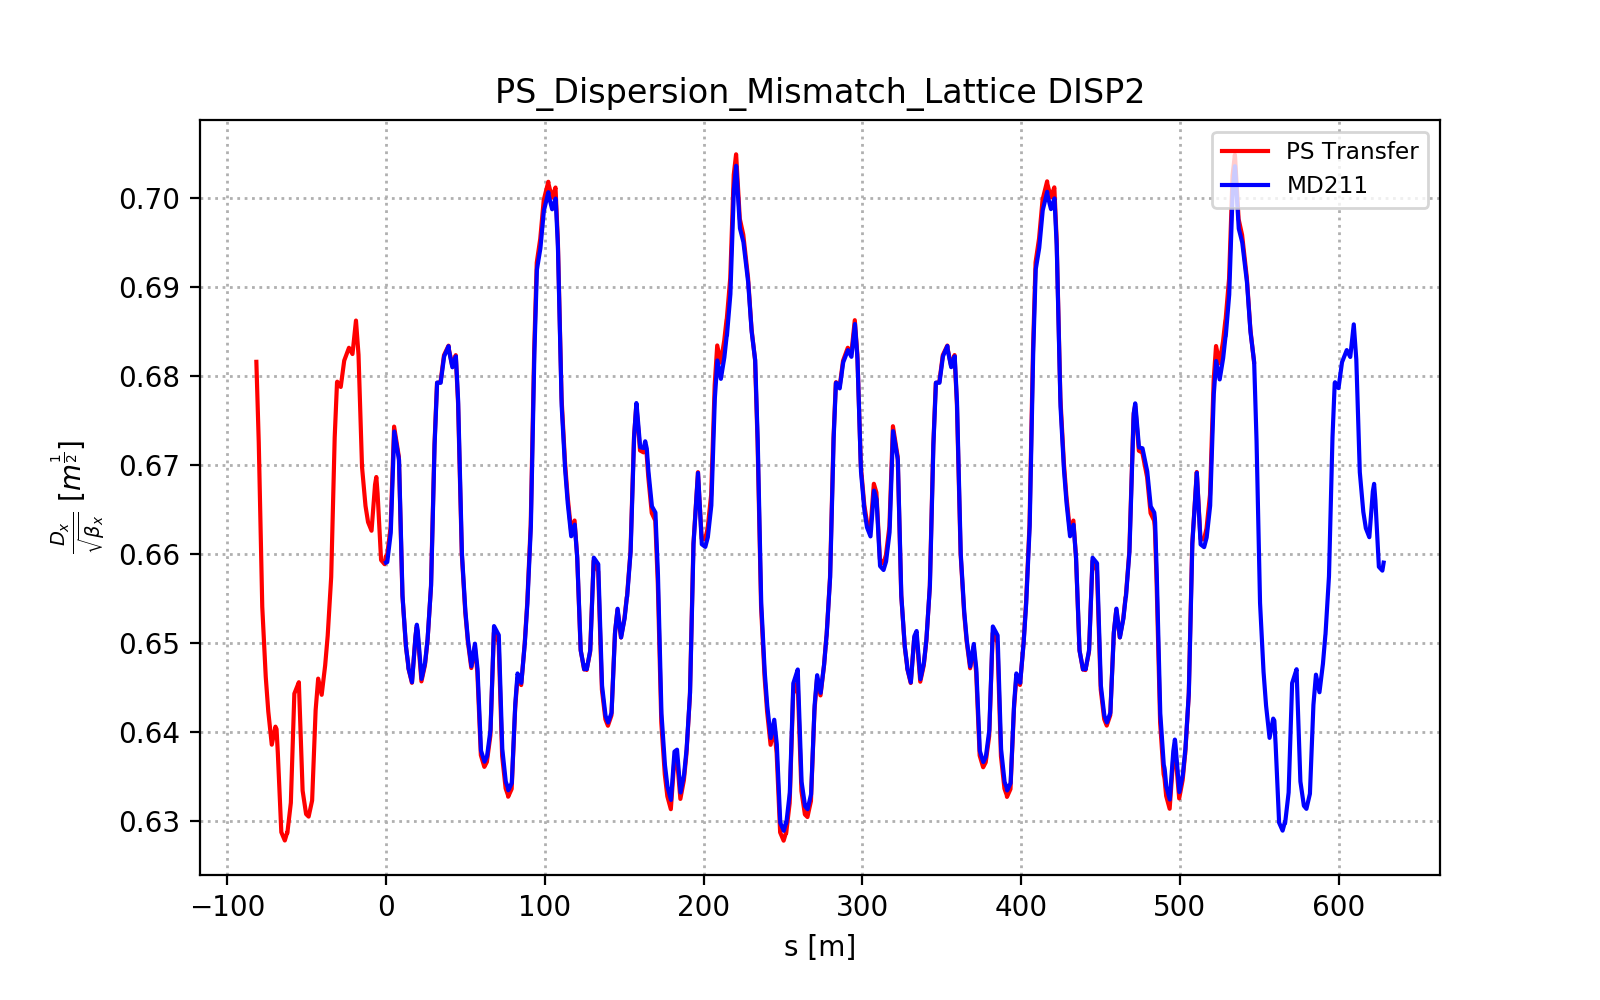 PS_Dispersion_Mismatch_Lattice DISP2
PS Transfer
MD211
0.70
0.69
0.68
0.67
0.66
0.65
0.64
0.63
$\frac{D_x}{\sqrt{\beta_x}}$ [$m^{\frac{1}{2}}$]
−100 0 100 200 300 400 500 600
s [m]